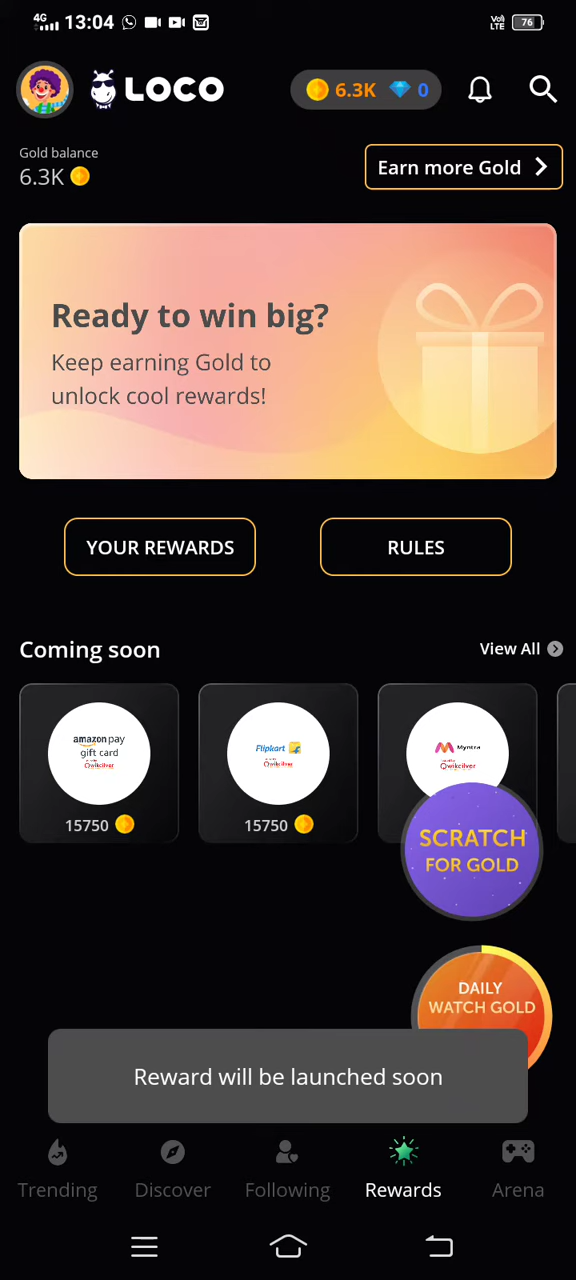 4G 13:04 Vo) LTE 76
LOCO 6.3K 0
Gold balance
6.3K
Earn more Gold
Ready to win big?
Keep earning Gold to
unlock cool rewards!
YOUR REWARDS RULES
Coming soon View All
amazon pay
gift card
Qwikcilver
15750
Flipkart
Qwikcilver
15750
Myntra
Qwikcilver
SCRATCH
FOR GOLD
DAILY
WATCH GOLD
Reward will be launched soon
Trending Discover Following Rewards Arena